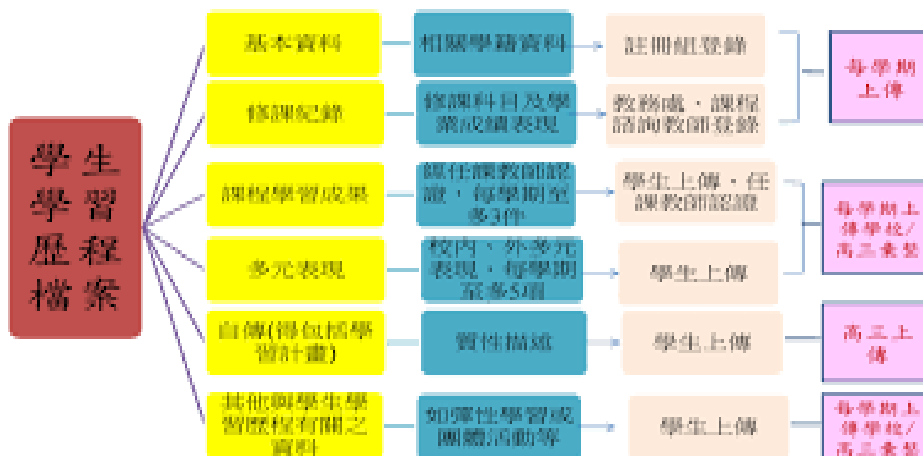 學生
學習
歷程
檔案
基本資料
相關學籍資料
註冊組登錄
每學期
上傳
修課紀錄
修課科目及學
業成績表現
教務處、課程
諮詢教師登錄
課程學習成果
經任課教師認
證，每學期至
多3件
學生上傳、任
課教師認證
每學期上
傳學校/
高三彙整
多元表現
校內、外多元
表現，每學期
至多5項
學生上傳
自傳(得包括學
習計畫)
質性描述
學生上傳
高三上
傳
其他與學生學
習歷程有關之
資料
如彈性學習或
團體活動等
學生上傳
每學期上
傳學校/
高三彙整